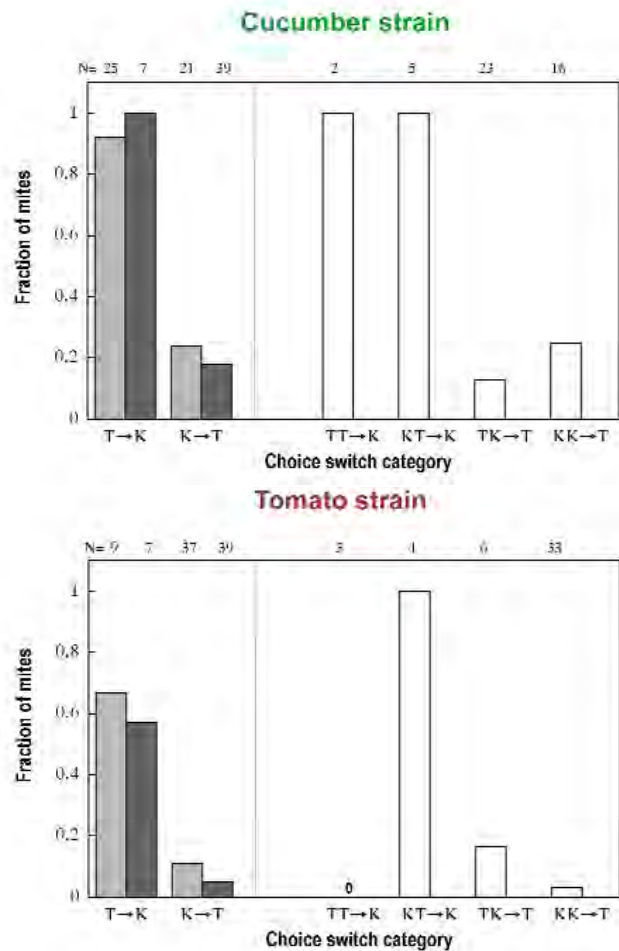 Cucumber strain
N= 25 7 21 39 2 5 23 16
Fraction of mites
1
0.8
0.6
0.4
0.2
0
T→K K→T TT→K KT→K TK→T KK→T
Choice switch category
Tomato strain
N= 9 7 37 39 3 4 6 33
Fraction of mites
1
0.8
0.6
0.4
0.2
0
0
T→K K→T TT→K KT→K TK→T KK→T
Choice switch category